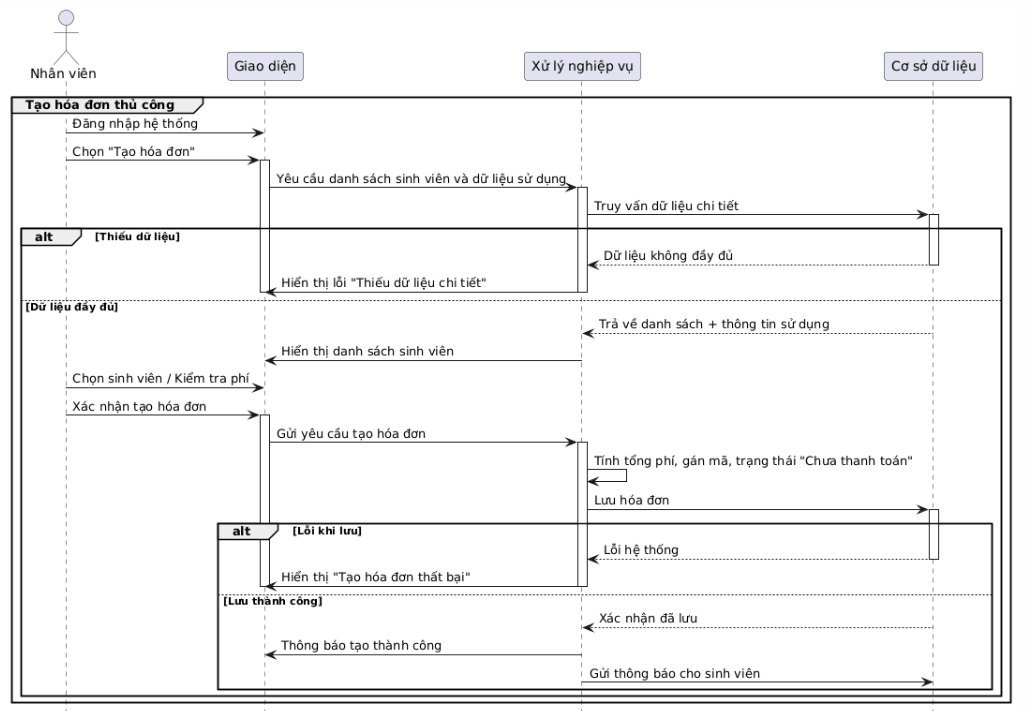 Nhân viên
Giao diện
Xử lý nghiệp vụ
Cơ sở dữ liệu
Tạo hóa đơn thủ công
Đăng nhập hệ thống
Chọn "Tạo hóa đơn"
Yêu cầu danh sách sinh viên và dữ liệu sử dụng
Truy vấn dữ liệu chi tiết
alt [Thiếu dữ liệu]
Dữ liệu không đầy đủ
Hiển thị lỗi "Thiếu dữ liệu chi tiết"
[Dữ liệu đầy đủ]
Trả về danh sách + thông tin sử dụng
Hiển thị danh sách sinh viên
Chọn sinh viên / Kiểm tra phí
Xác nhận tạo hóa đơn
Gửi yêu cầu tạo hóa đơn
Tính tổng phí, gán mã, trạng thái "Chưa thanh toán"
Lưu hóa đơn
alt [Lỗi khi lưu]
Lỗi hệ thống
Hiển thị "Tạo hóa đơn thất bại"
[Lưu thành công]
Xác nhận đã lưu
Thông báo tạo thành công
Gửi thông báo cho sinh viên